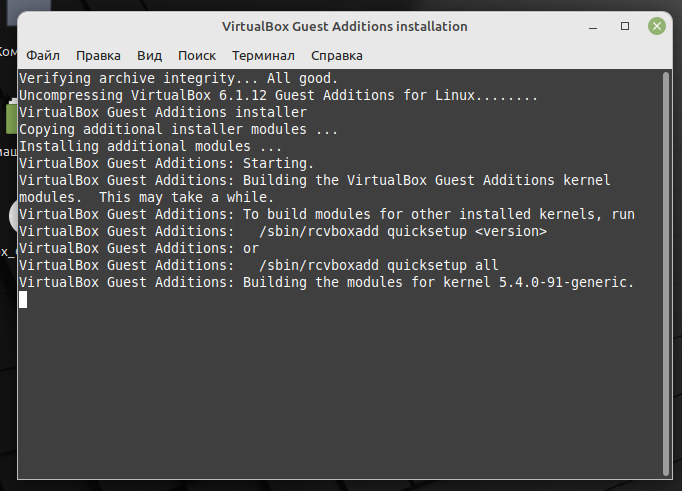 VirtualBox Guest Additions installation
Файл Правка Вид Поиск Терминал Справка
Verifying archive integrity... All good.
Uncompressing VirtualBox 6.1.12 Guest Additions for Linux........
VirtualBox Guest Additions installer
Copying additional installer modules ...
Installing additional modules ...
VirtualBox Guest Additions: Starting.
VirtualBox Guest Additions: Building the VirtualBox Guest Additions kernel
modules.  This may take a while.
VirtualBox Guest Additions: To build modules for other installed kernels, run
VirtualBox Guest Additions:   /sbin/rcvboxadd quicksetup <version>
VirtualBox Guest Additions: or
VirtualBox Guest Additions:   /sbin/rcvboxadd quicksetup all
VirtualBox Guest Additions: Building the modules for kernel 5.4.0-91-generic.